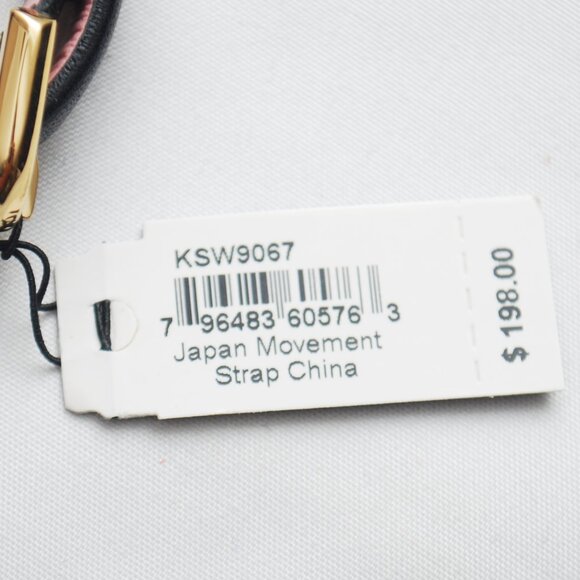 KSW9067
7 96483 60576 3
Japan Movement
Strap China
$ 198.00